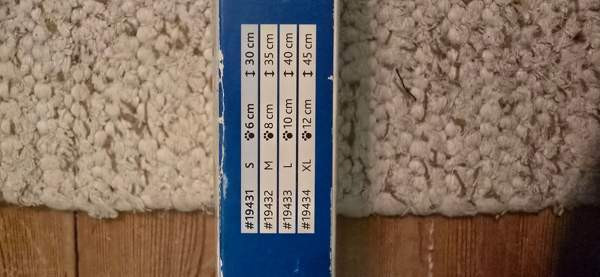 #19431 S 6 cm ↕ 30 cm
#19432 M 8 cm ↕ 35 cm
#19433 L 10 cm ↕ 40 cm
#19434 XL 12 cm ↕ 45 cm